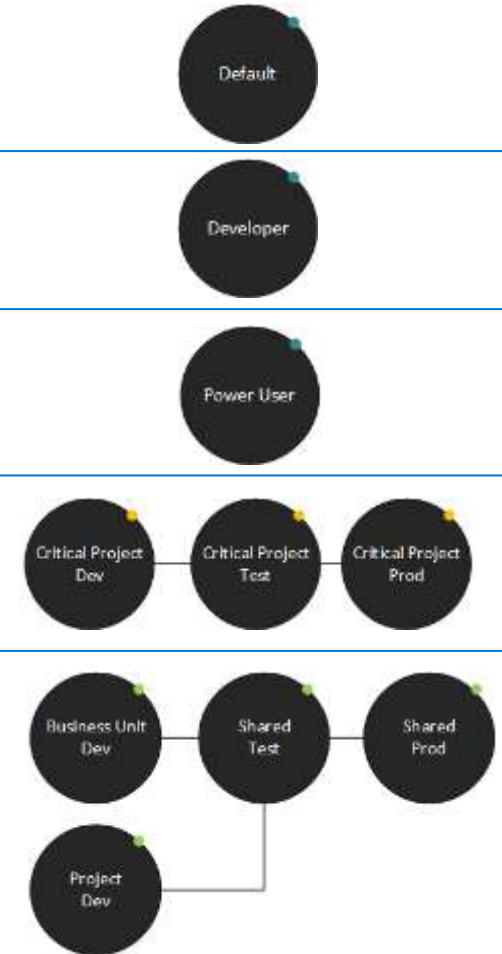 Default
Developer
Power User
Critical Project
Dev
Critical Project
Test
Critical Project
Prod
Business Unit
Dev
Shared
Test
Shared
Prod
Project
Dev